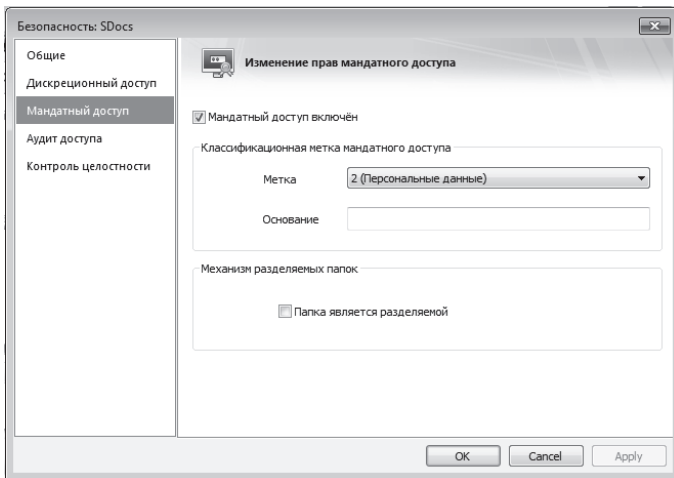 Безопасность: SDocs
Общие
Дискреционный доступ
Мандатный доступ
Аудит доступа
Контроль целостности
Изменение прав мандатного доступа
Мандатный доступ включён
Классификационная метка мандатного доступа
Метка 2 (Персональные данные)
Основание
Механизм разделяемых папок
Папка является разделяемой
OK Cancel Apply